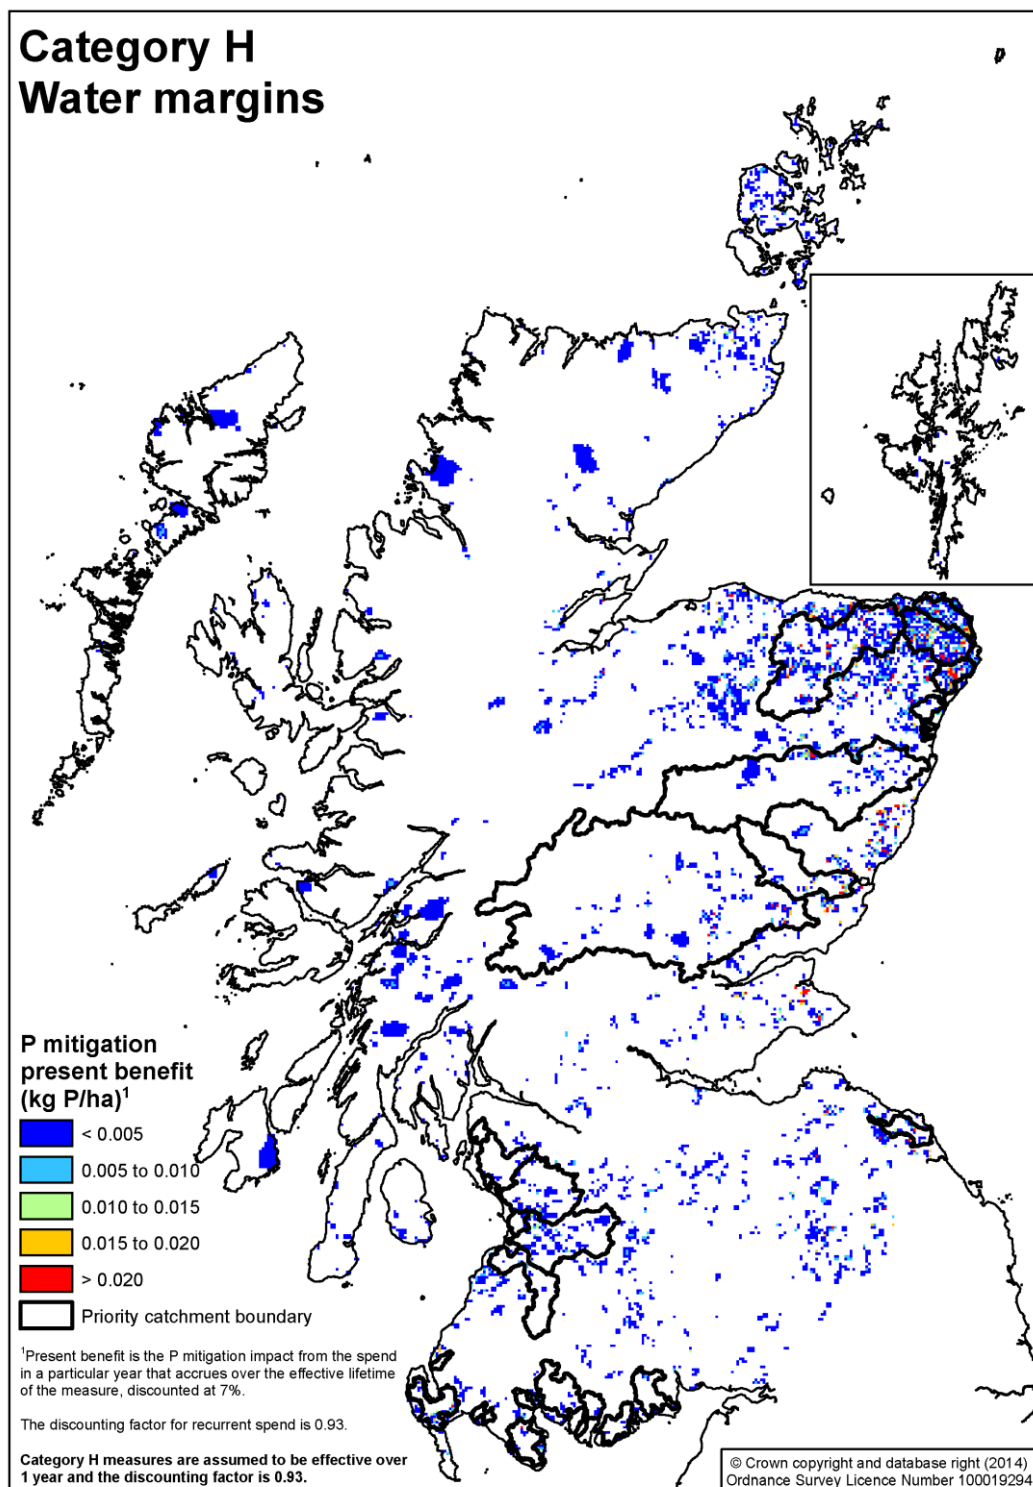 Category H
Water margins
P mitigation
present benefit
(kg P/ha)1
< 0.005
0.005 to 0.010
0.010 to 0.015
0.015 to 0.020
> 0.020
Priority catchment boundary
1Present benefit is the P mitigation impact from the spend
in a particular year that accrues over the effective lifetime
of the measure, discounted at 7%.
The discounting factor for recurrent spend is 0.93.
Category H measures are assumed to be effective over
1 year and the discounting factor is 0.93.
© Crown copyright and database right (2014)
Ordnance Survey Licence Number 100019294